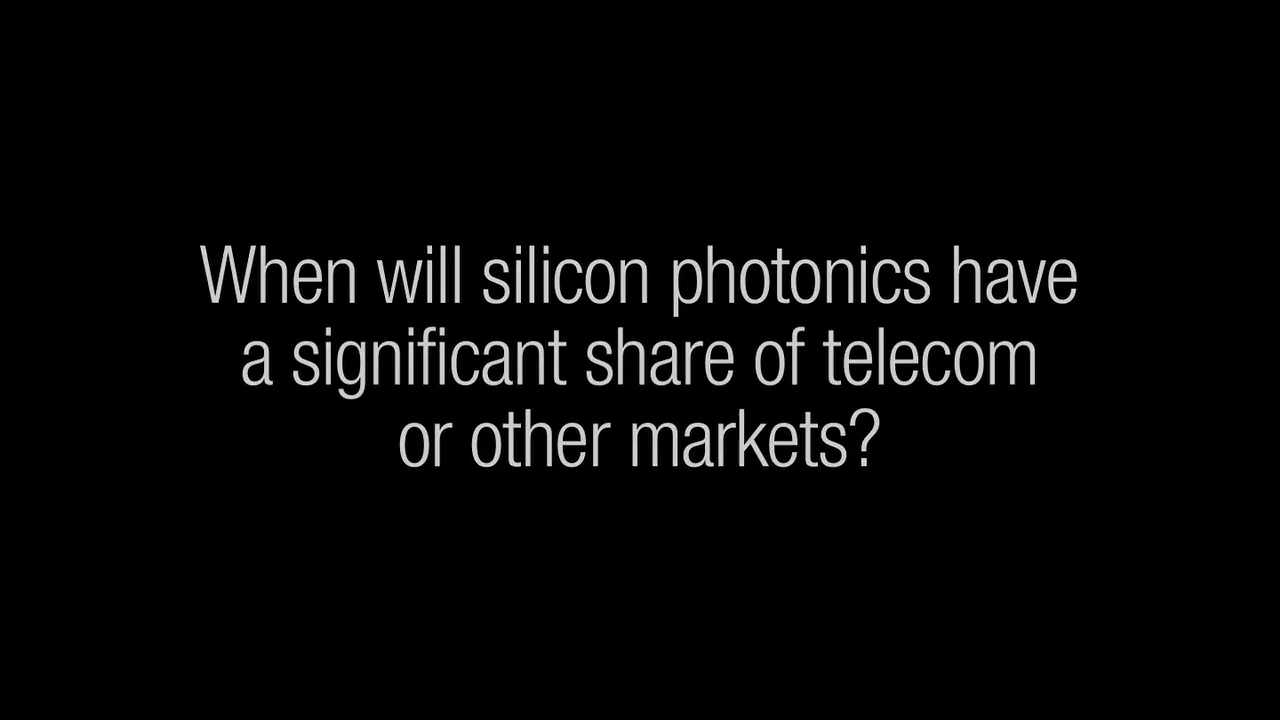 When will silicon photonics have
a significant share of telecom
or other markets?